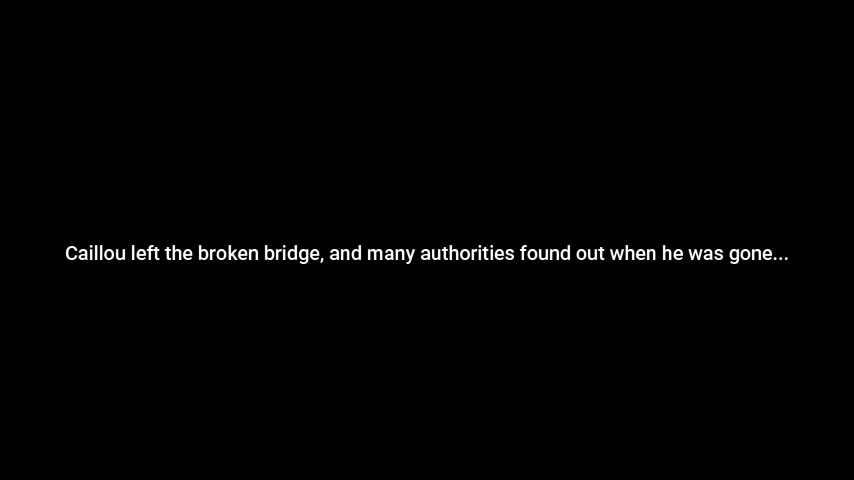 Caillou left the broken bridge, and many authorities found out when he was gone...